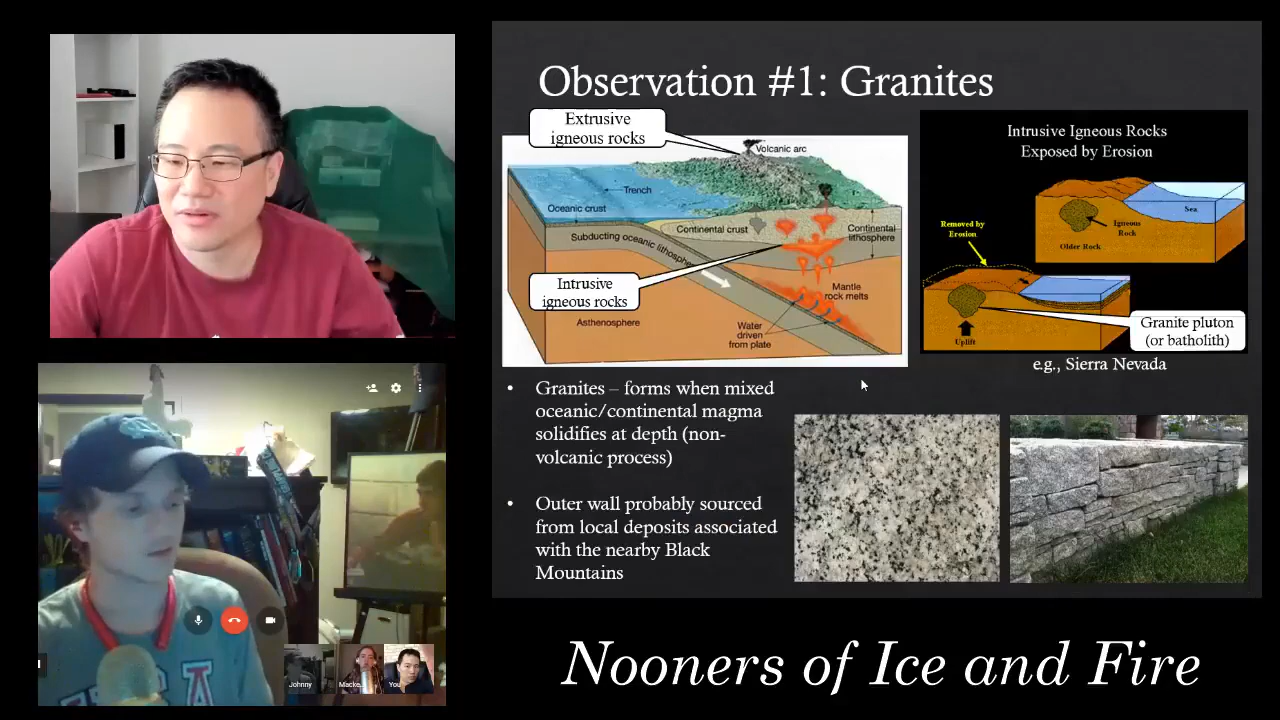 Observation #1: Granites
Extrusive
igneous rocks
Volcanic arc
Trench
Oceanic crust
Continental crust
Continental
lithosphere
Subducting oceanic lithosphere
Intrusive
igneous rocks
Mantle
rock melts
Asthenosphere
Water
driven
from plate
Intrusive Igneous Rocks
Exposed by Erosion
Sea
Igneous
Rock
Older Rock
Removed by
Erosion
Uplift
Granite pluton
(or batholith)
e.g., Sierra Nevada
• Granites – forms when mixed
oceanic/continental magma
solidifies at depth (non-
volcanic process)
• Outer wall probably sourced
from local deposits associated
with the nearby Black
Mountains
Johnny
Macke...
You
A
Nooners of Ice and Fire